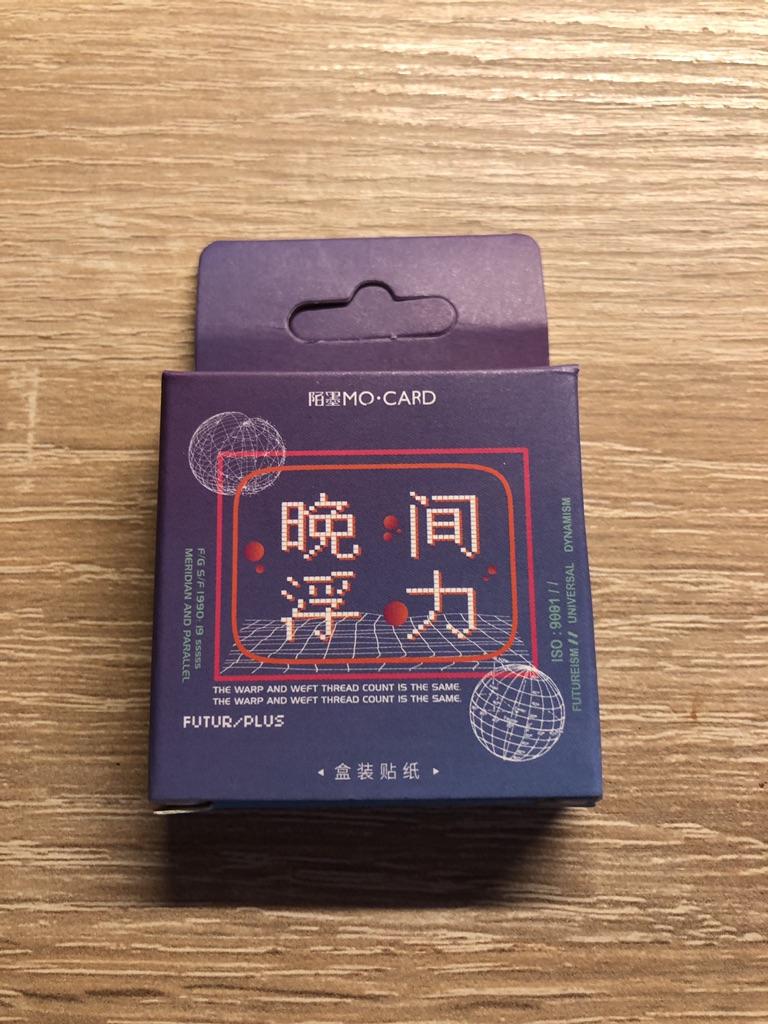 陌墨MO·CARD
晚间
浮力
F/G S/F 1990: 19 sssss
MERIDIAN AND PARALLEL
ISO : 9001 //
FUTUREISM // UNIVERSAL DYNAMISM
THE WARP AND WEFT THREAD COUNT IS THE SAME.
THE WARP AND WEFT THREAD COUNT IS THE SAME.
FUTUR/PLUS
盒装贴纸